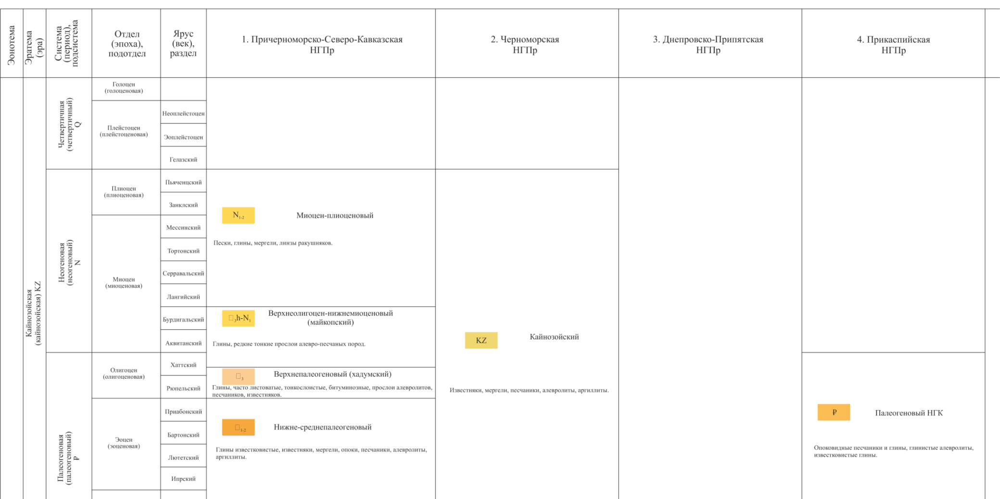 Эонотема
Эратема
(эра)
Система
(период),
подсистема
Отдел
(эпоха),
подотдел
Ярус
(век),
раздел
1. Причерноморско-Северо-Кавказская
НГПр
2. Черноморская
НГПр
3. Днепровско-Припятская
НГПр
4. Прикаспийская
НГПр
Кайнозойская
(кайнозойская) KZ
Четвертичная
(четвертичный)
Q
Голоцен
(голоценовая)
Плейстоцен
(плейстоценовая)
Неоплейстоцен
Эоплейстоцен
Гелазский
Неогеновая
(неогеновый)
N
Плиоцен
(плиоценовая)
Пьяченцский
Занклский
Миоцен
(миоценовая)
Мессинский
Тортонский
Серравальский
Лангийский
Бурдигальский
Аквитанский
N1-2 Миоцен-плиоценовый
Пески, глины, мергели, линзы ракушняков.
□3h-N1 Верхнеолигоцен-нижнемиоценовый
(майкопский)
Глины, редкие тонкие прослои алевро-песчаных пород.
KZ Кайнозойский
Известняки, мергели, песчаники, алевролиты, аргиллиты.
Палеогеновая
(палеогеновый)
₽
Олигоцен
(олигоценовая)
Хаттский
Рюпельский
□3 Верхнепалеогеновый (хадумский)
Глины, часто листоватые, тонкослоистые, битуминозные, прослои алевролитов,
песчаников, известняков.
Эоцен
(эоценовая)
Приабонский
Бартонский
Лютетский
Ипрский
□1-2 Нижне-среднепалеогеновый
Глины известковистые, известняки, мергели, опоки, песчаники, алевролиты,
аргиллиты.
₽ Палеогеновый НГК
Опоковидные песчаники и глины, глинистые алевролиты,
известковистые глины.